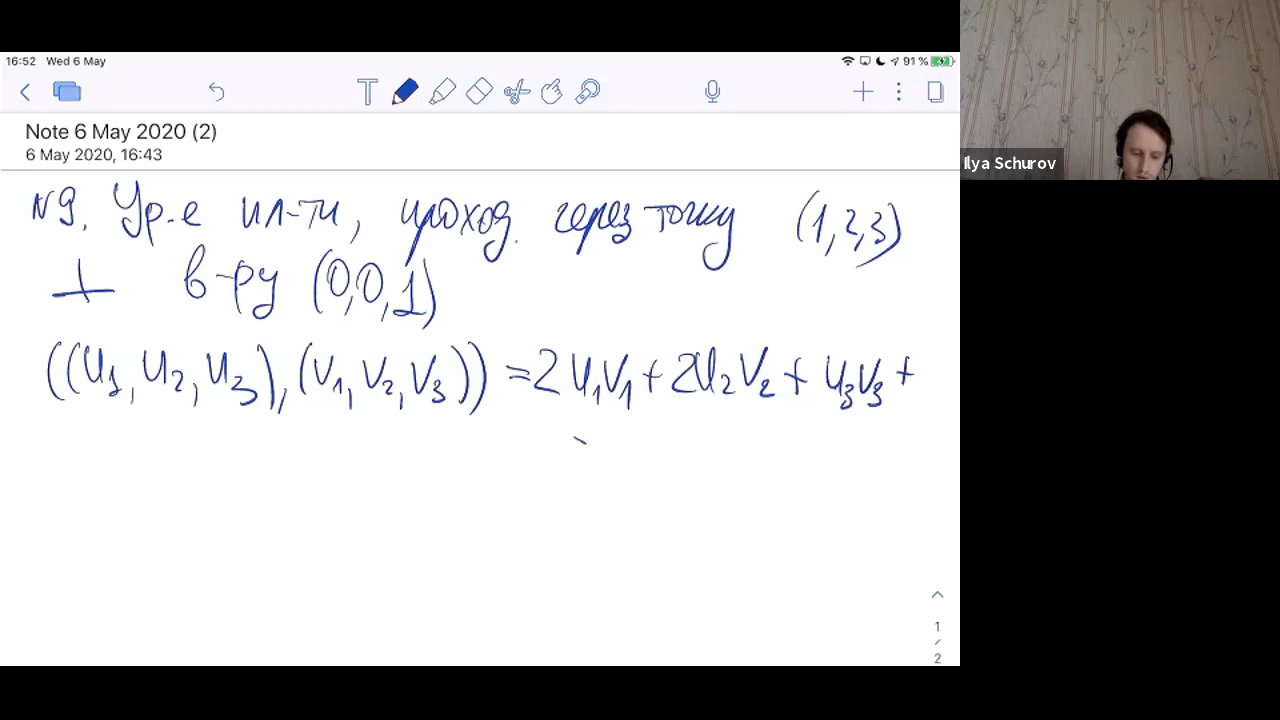 16:52 Wed 6 May
91 %
T
Note 6 May 2020 (2)
6 May 2020, 16:43
Ilya Schurov
N9. Ур-е пл-ти, проход. через точку (1,2,3)
⊥ в-ру (0,0,1)
((u₁, u₂, u₃), (v₁, v₂, v₃)) = 2u₁v₁ + 2u₂v₂ + u₃v₃ +
1
/
2